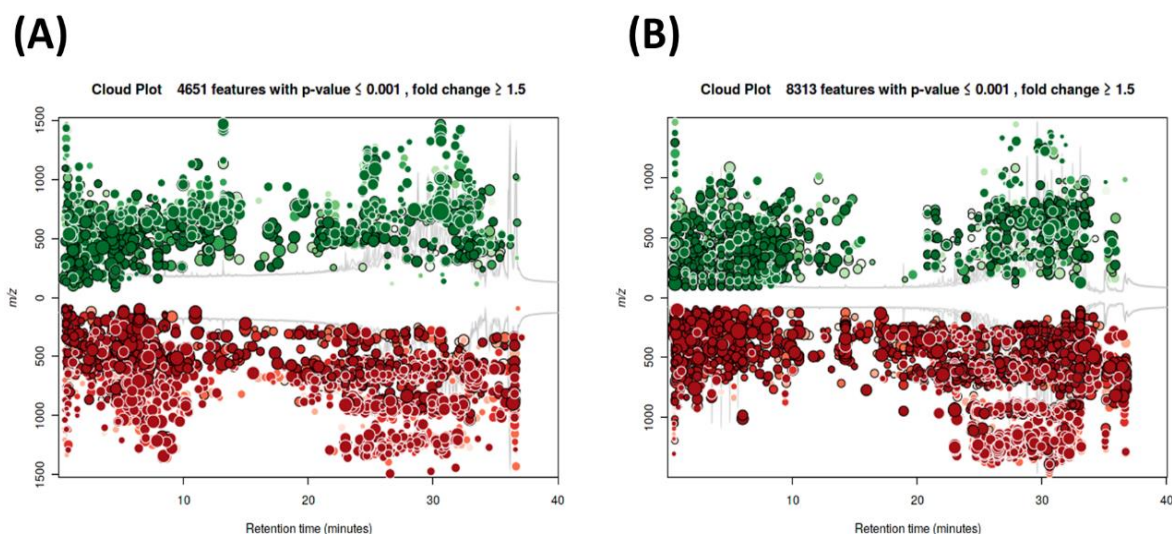 (A)
Cloud Plot 4651 features with p-value ≤ 0.001 , fold change ≥ 1.5
1500
1000
500
m/z
0
500
1000
1500
10
20
30
40
Retention time (minutes)
(B)
Cloud Plot 8313 features with p-value ≤ 0.001 , fold change ≥ 1.5
1000
500
m/z
0
500
1000
10
20
30
40
Retention time (minutes)